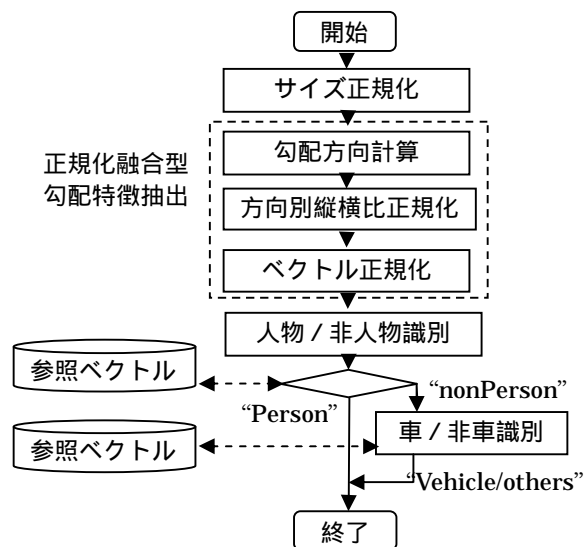 開始
サイズ正規化
正規化融合型
勾配特徴抽出
勾配方向計算
方向別縦横比正規化
ベクトル正規化
人物 / 非人物識別
参照ベクトル
“Person”
“nonPerson”
参照ベクトル
車 / 非車識別
“Vehicle/others”
終了